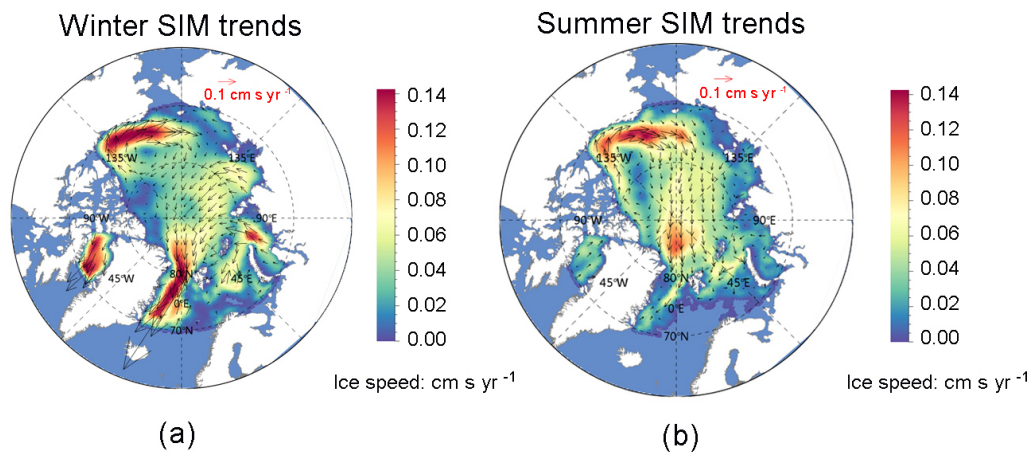 Winter SIM trends
Summer SIM trends
0.1 cm s yr -1
135°W
135°E
90°W
90°E
45°W
80°N
45°E
0°E
70°N
0.14
0.12
0.10
0.08
0.06
0.04
0.02
0.00
Ice speed: cm s yr -1
(a)
0.1 cm s yr -1
135°W
135°E
90°W
90°E
45°W
80°N
45°E
0°E
70°N
0.14
0.12
0.10
0.08
0.06
0.04
0.02
0.00
Ice speed: cm s yr -1
(b)